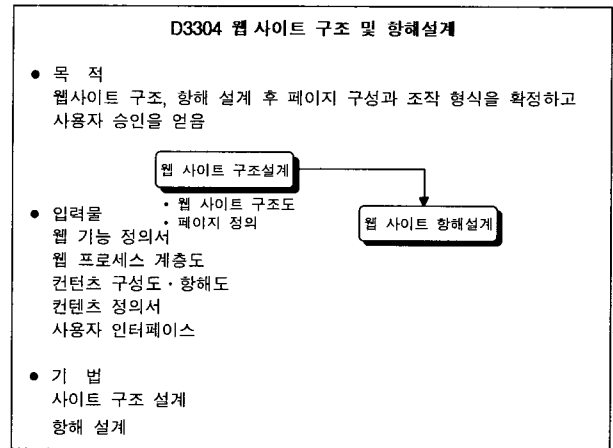 D3304 웹 사이트 구조 및 항해설계
● 목 적
웹사이트 구조, 항해 설계 후 페이지 구성과 조작 형식을 확정하고
사용자 승인을 얻음
웹 사이트 구조설계
• 웹 사이트 구조도
• 페이지 정의
웹 사이트 항해설계
● 입력물
웹 기능 정의서
웹 프로세스 계층도
컨턴츠 구성도·항해도
컨텐츠 정의서
사용자 인터페이스
● 기 법
사이트 구조 설계
항해 설계